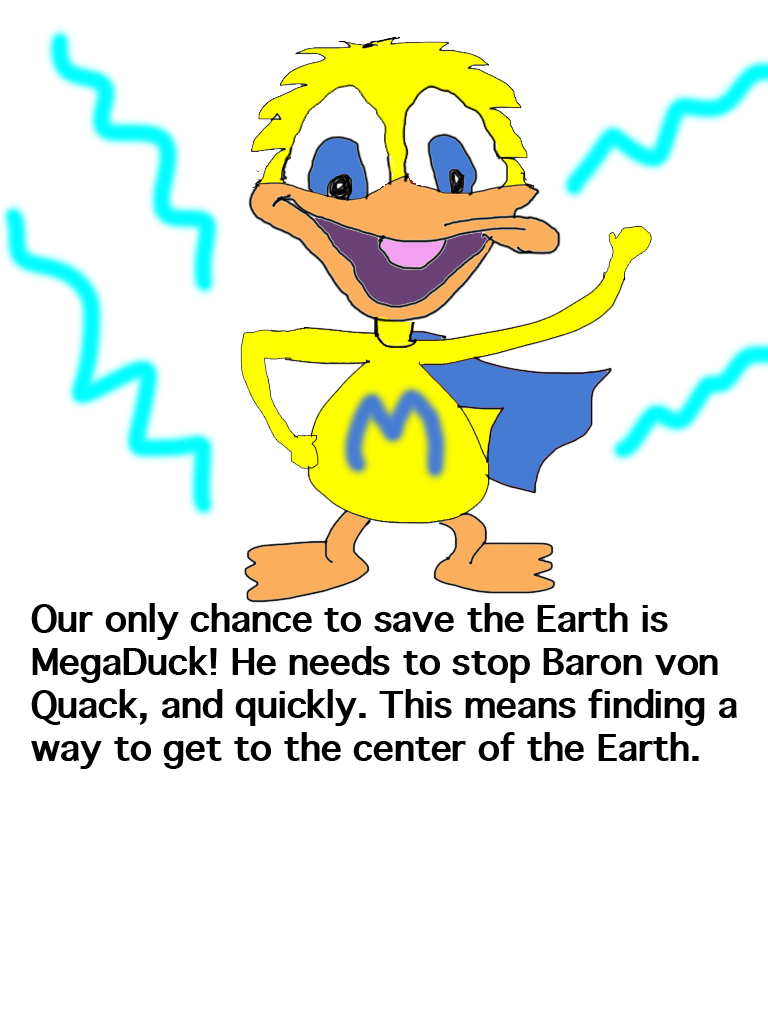 M
Our only chance to save the Earth is
MegaDuck! He needs to stop Baron von
Quack, and quickly. This means finding a
way to get to the center of the Earth.